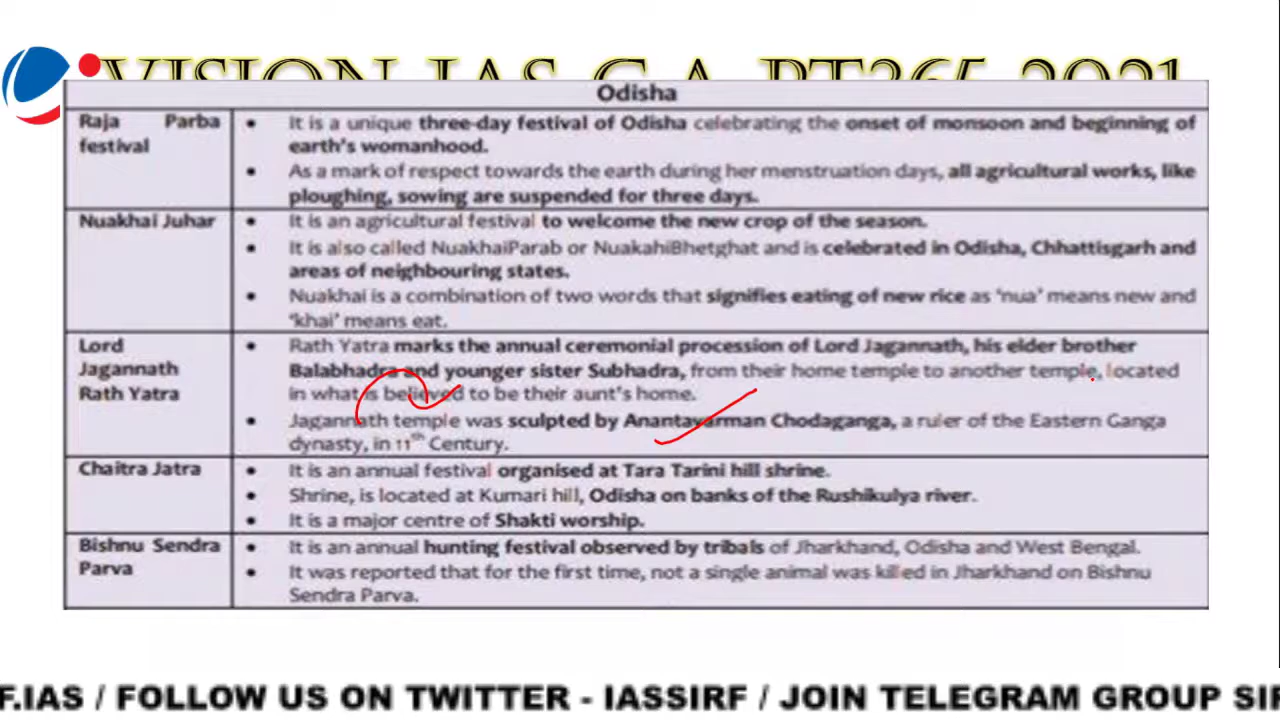 VISION IAS C.A. PT365 2021
Odisha
Raja Parba
festival
• It is a unique three-day festival of Odisha celebrating the onset of monsoon and beginning of
earth's womanhood.
• As a mark of respect towards the earth during her menstruation days, all agricultural works, like
ploughing, sowing are suspended for three days.
Nuakhai Juhar
• It is an agricultural festival to welcome the new crop of the season.
• It is also called NuakhaiParab or NuakahiBhetghat and is celebrated in Odisha, Chhattisgarh and
areas of neighbouring states.
• Nuakhai is a combination of two words that signifies eating of new rice as 'nua' means new and
'khai' means eat.
Lord
Jagannath
Rath Yatra
• Rath Yatra marks the annual ceremonial procession of Lord Jagannath, his elder brother
Balabhadra and younger sister Subhadra, from their home temple to another temple, located
in what is believed to be their aunt's home.
• Jagannath temple was sculpted by Anantavarman Chodaganga, a ruler of the Eastern Ganga
dynasty, in 11th Century.
Chaitra Jatra
• It is an annual festival organised at Tara Tarini hill shrine.
• Shrine, is located at Kumari hill, Odisha on banks of the Rushikulya river.
• It is a major centre of Shakti worship.
Bishnu Sendra
Parva
• It is an annual hunting festival observed by tribals of Jharkhand, Odisha and West Bengal.
• It was reported that for the first time, not a single animal was killed in Jharkhand on Bishnu
Sendra Parva.
F.IAS / FOLLOW US ON TWITTER - IASSIRF / JOIN TELEGRAM GROUP SIF